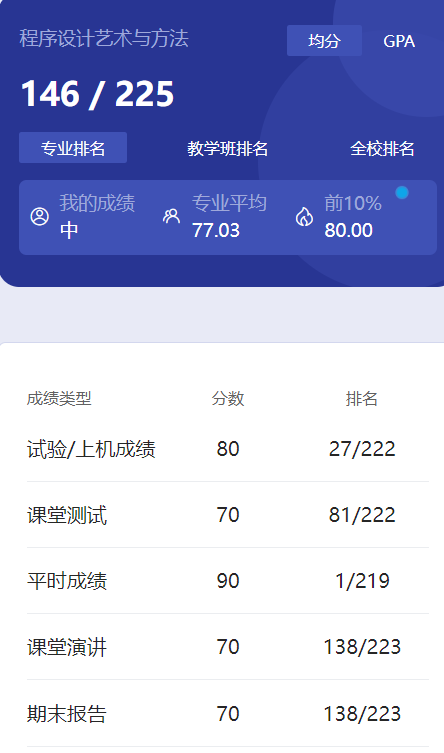 程序设计艺术与方法 均分 GPA
146 / 225
专业排名 教学班排名 全校排名
我的成绩 专业平均 前10%
中 77.03 80.00
成绩类型 分数 排名
试验/上机成绩 80 27/222
课堂测试 70 81/222
平时成绩 90 1/219
课堂演讲 70 138/223
期末报告 70 138/223